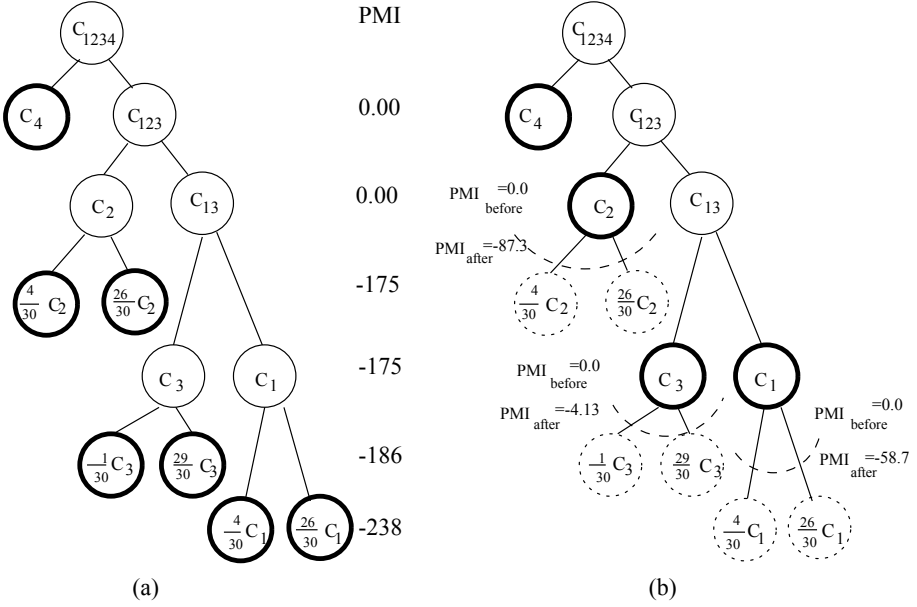 PMI
C1234
C4
C123
0.00
C2
C13
0.00
4/30 C2
26/30 C2
-175
C3
C1
-175
1/30 C3
29/30 C3
-186
4/30 C1
26/30 C1
-238
(a)
C1234
C4
C123
PMI before =0.0
C2
C13
PMI after =-87.3
4/30 C2
26/30 C2
PMI before =0.0
C3
C1
PMI after =-4.13
PMI before =0.0
1/30 C3
29/30 C3
PMI after =-58.7
4/30 C1
26/30 C1
(b)